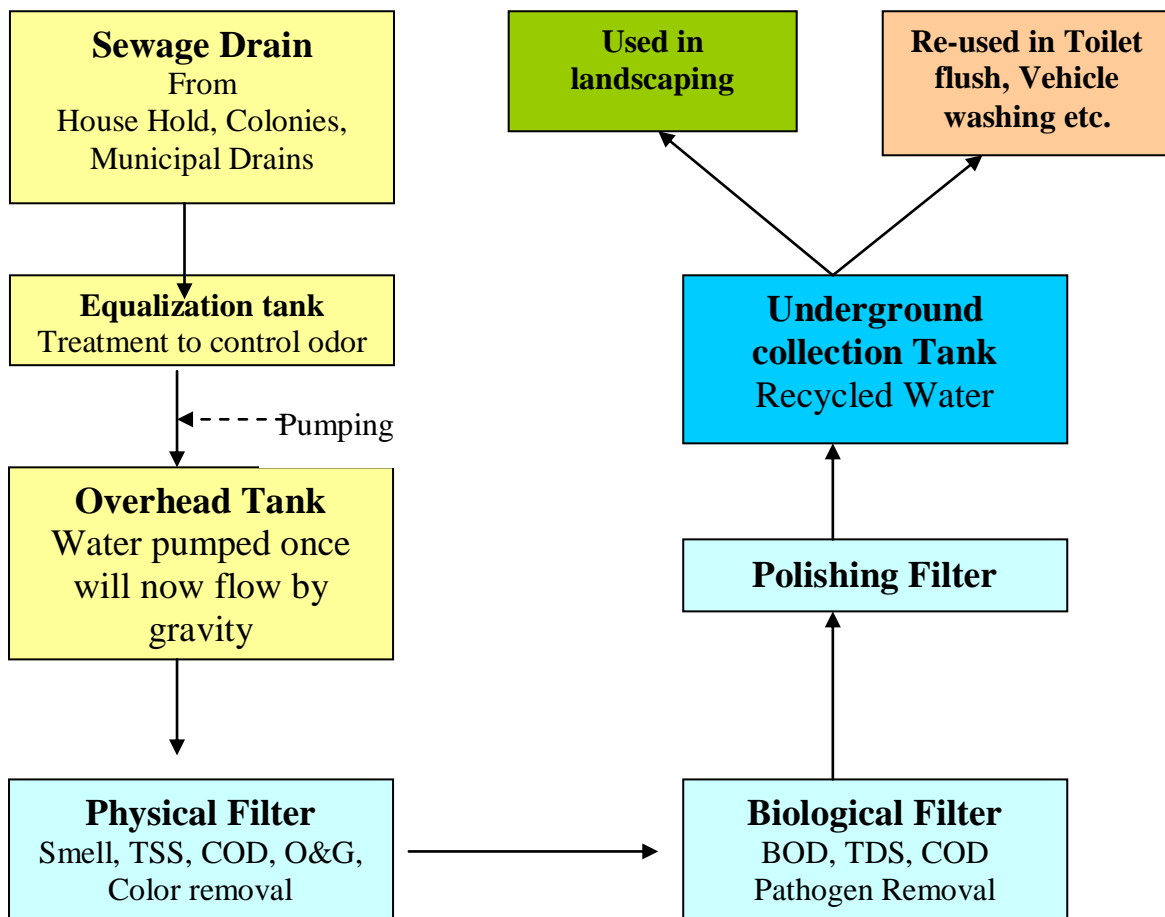 Sewage Drain
From
House Hold, Colonies,
Municipal Drains
Equalization tank
Treatment to control odor
Pumping
Overhead Tank
Water pumped once
will now flow by
gravity
Physical Filter
Smell, TSS, COD, O&G,
Color removal
Biological Filter
BOD, TDS, COD
Pathogen Removal
Polishing Filter
Underground
collection Tank
Recycled Water
Used in
landscaping
Re-used in Toilet
flush, Vehicle
washing etc.